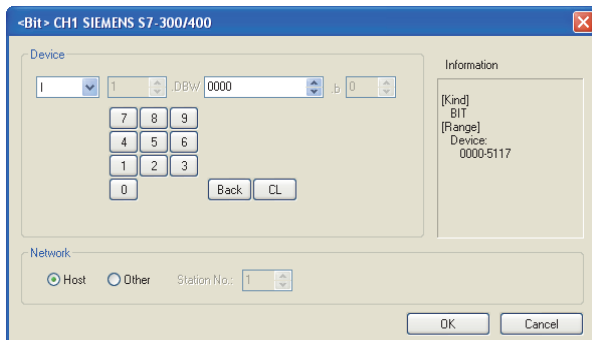 <Bit> CH1 SIEMENS S7-300/400
Device
I 1 .DBW 0000 .b 0
7 8 9
4 5 6
1 2 3
0 Back CL
Information
[Kind]
BIT
[Range]
Device:
0000-5117
Network
Host Other Station No.: 1
OK Cancel